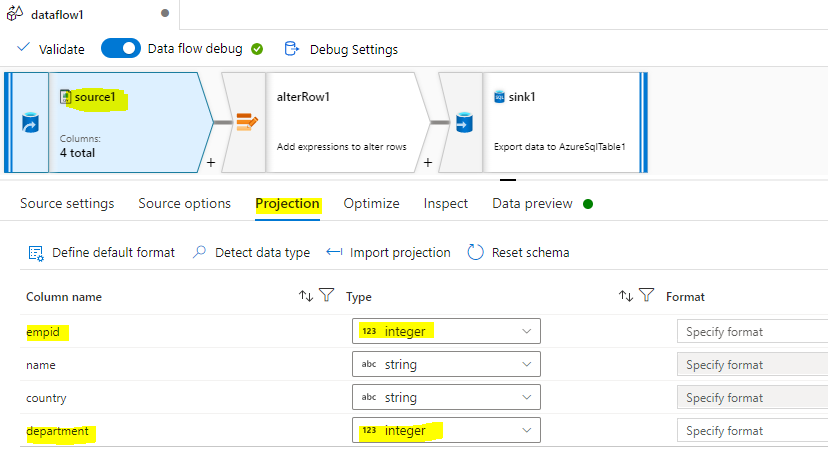 dataflow1
Validate Data flow debug Debug Settings
source1 alterRow1 sink1
Columns:
4 total Add expressions to alter rows Export data to AzureSqlTable1
+ +
Source settings Source options Projection Optimize Inspect Data preview
Define default format Detect data type Import projection Reset schema
Column name Type Format
empid 123 integer Specify format
name abc string Specify format
country abc string Specify format
department 123 integer Specify format